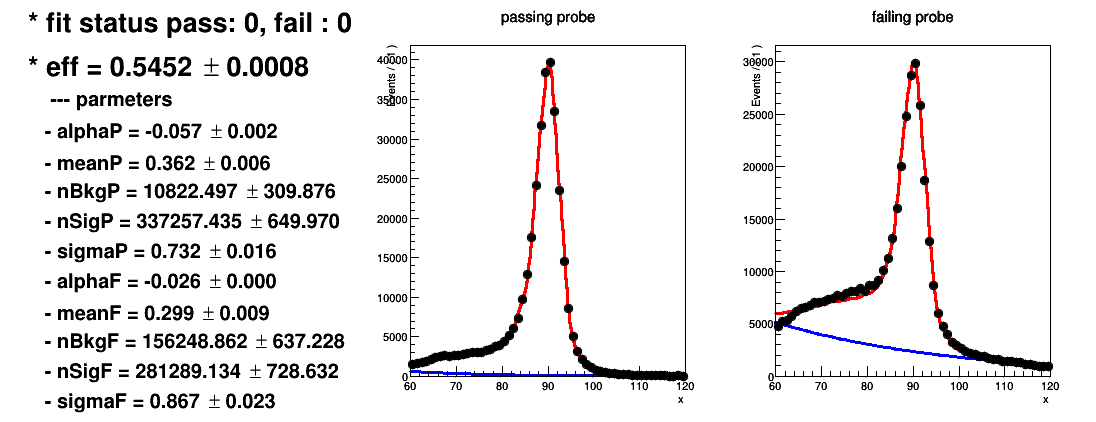 * fit status pass: 0, fail : 0
* eff = 0.5452 ± 0.0008
--- parmeters
- alphaP = -0.057 ± 0.002
- meanP = 0.362 ± 0.006
- nBkgP = 10822.497 ± 309.876
- nSigP = 337257.435 ± 649.970
- sigmaP = 0.732 ± 0.016
- alphaF = -0.026 ± 0.000
- meanF = 0.299 ± 0.009
- nBkgF = 156248.862 ± 637.228
- nSigF = 281289.134 ± 728.632
- sigmaF = 0.867 ± 0.023
passing probe
Events / ( 1 )
40000
35000
30000
25000
20000
15000
10000
5000
0
60 70 80 90 100 110 120
x
failing probe
Events / ( 1 )
30000
25000
20000
15000
10000
5000
0
60 70 80 90 100 110 120
x